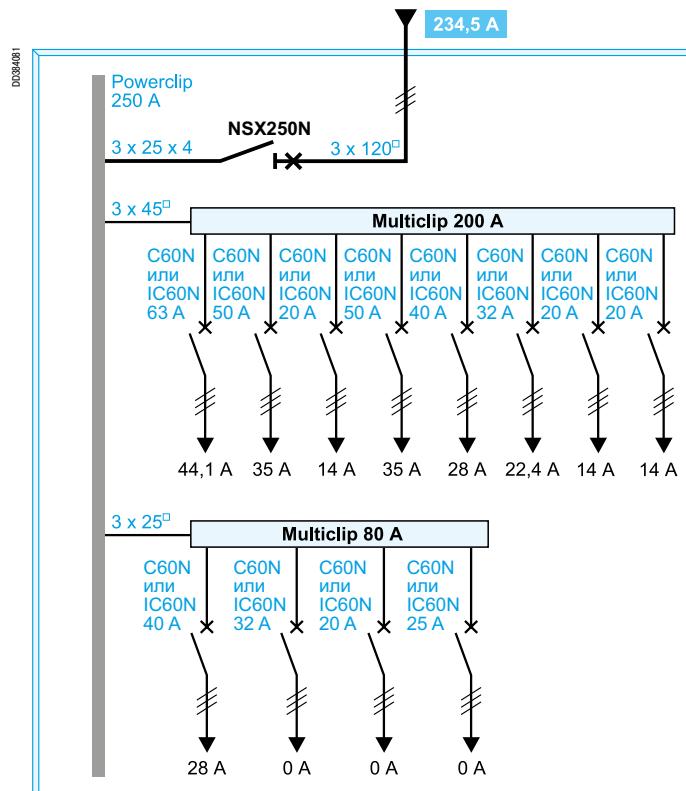 234,5 A
DD384081
Powerclip
250 A
NSX250N
3 x 25 x 4
3 x 120□
3 x 45□
Multiclip 200 A
C60N C60N C60N C60N C60N C60N C60N C60N
или или или или или или или или
IC60N IC60N IC60N IC60N IC60N IC60N IC60N IC60N
63 A 50 A 20 A 50 A 40 A 32 A 20 A 20 A
44,1 A 35 A 14 A 35 A 28 A 22,4 A 14 A 14 A
3 x 25□
Multiclip 80 A
C60N C60N C60N C60N
или или или или
IC60N IC60N IC60N IC60N
40 A 32 A 20 A 25 A
28 A 0 A 0 A 0 A